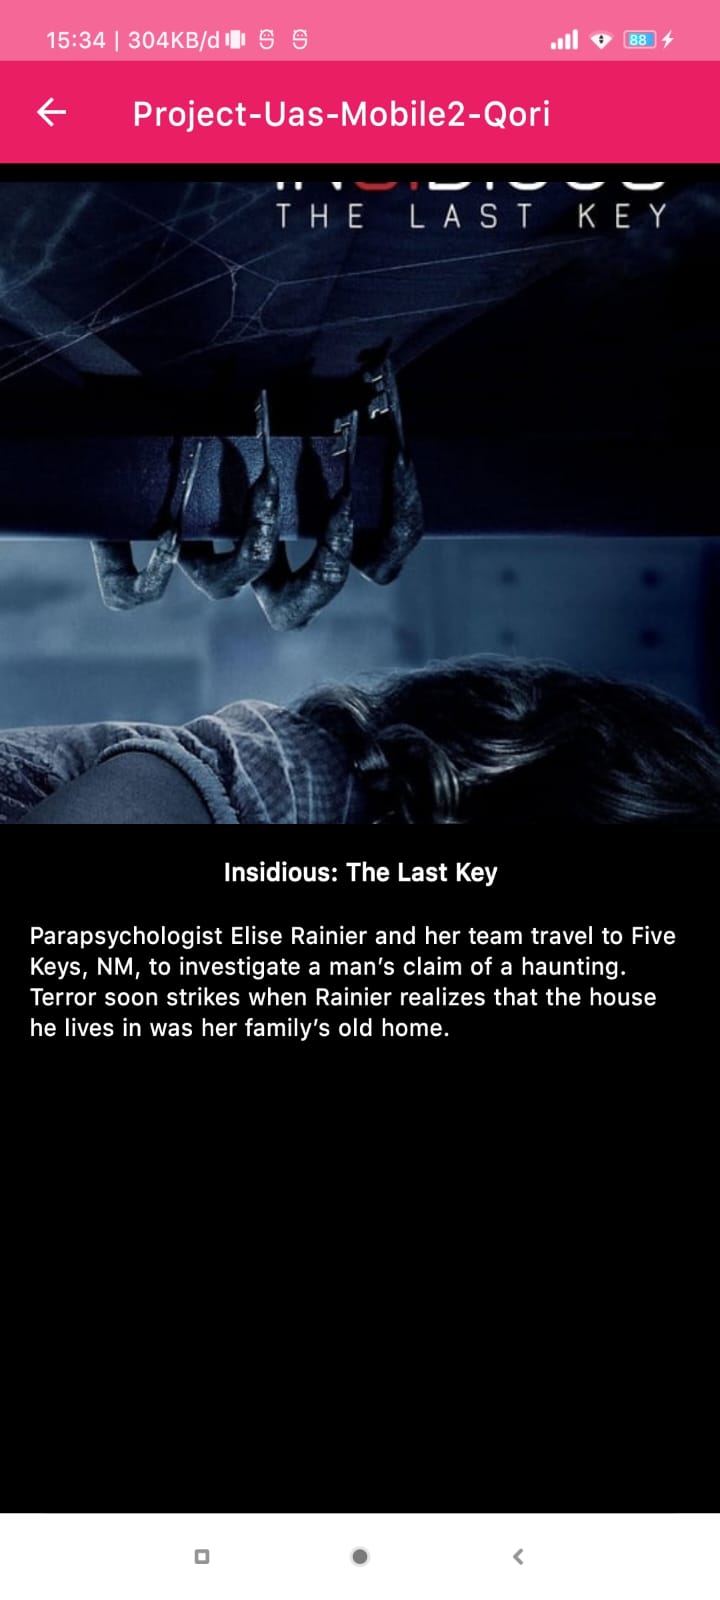 15:34 | 304KB/d
88
Project-Uas-Mobile2-Qori
THE LAST KEY
Insidious: The Last Key
Parapsychologist Elise Rainier and her team travel to Five
Keys, NM, to investigate a man’s claim of a haunting.
Terror soon strikes when Rainier realizes that the house
he lives in was her family’s old home.